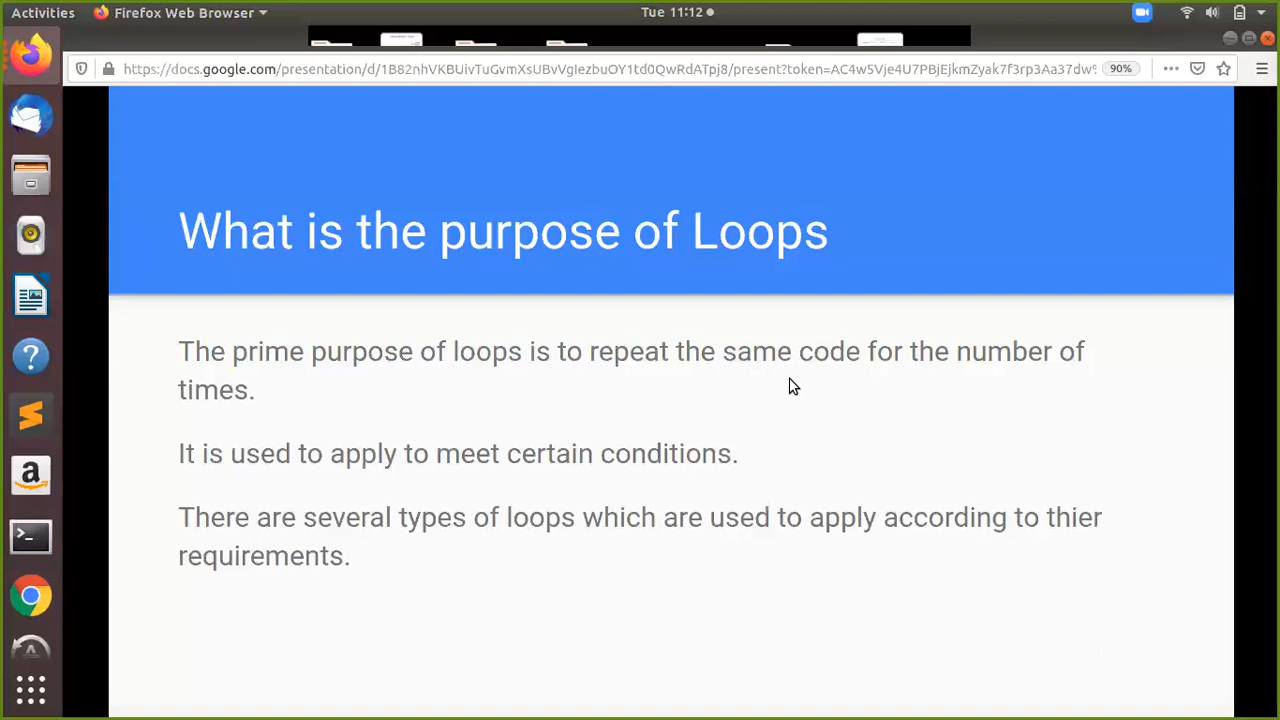 Activities Firefox Web Browser Tue 11:12
https://docs.google.com/presentation/d/1B82nhVKBUivTuGvmXsUBvVgIezbuOY1td0QwRdATpj8/present?token=AC4w5Vje4U7PBjEjkmZyak7f3rp3Aa37dw 90%
What is the purpose of Loops
The prime purpose of loops is to repeat the same code for the number of
times.
It is used to apply to meet certain conditions.
There are several types of loops which are used to apply according to thier
requirements.